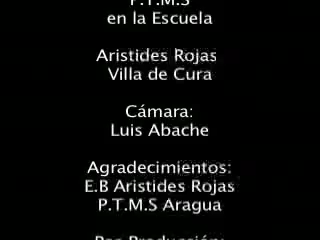 P.T.M.S
en la Escuela
Aristides Rojas
Villa de Cura
Cámara:
Luis Abache
Agradecimientos:
E.B Aristides Rojas
P.T.M.S Aragua